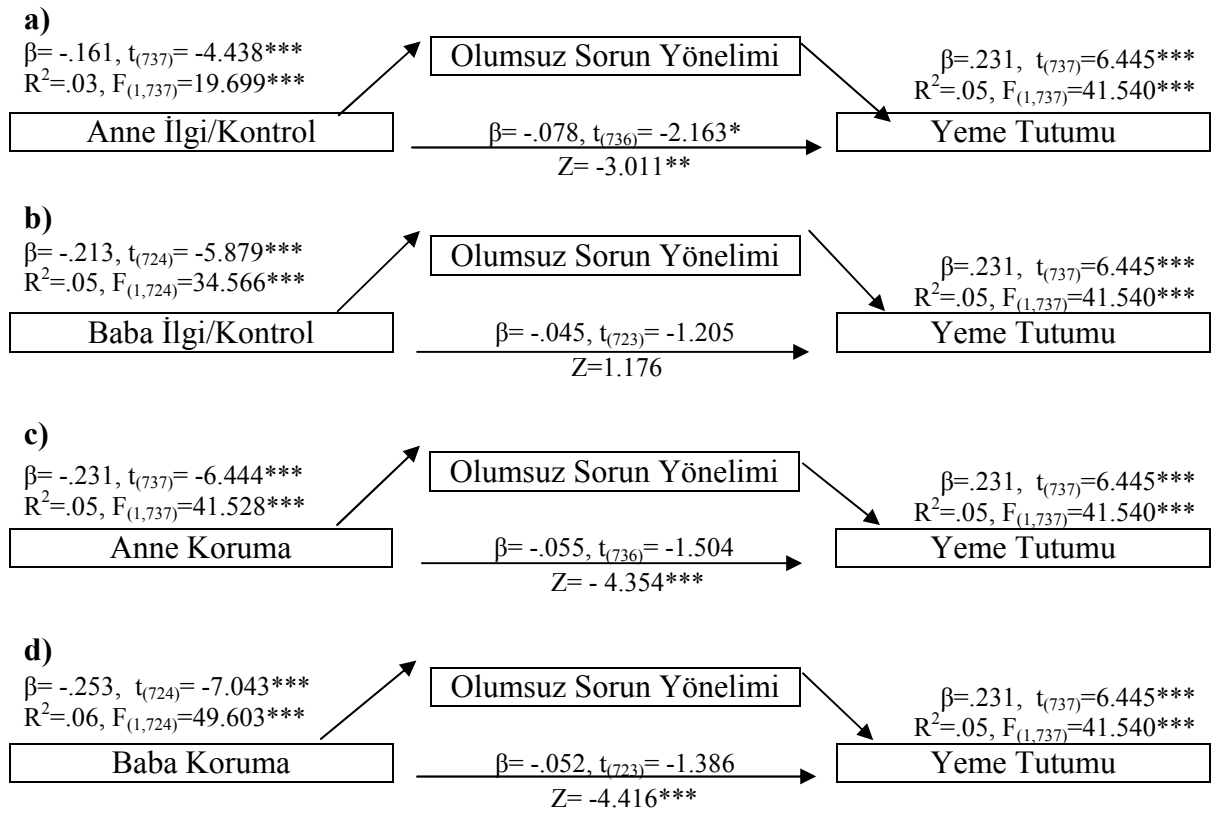 a)
β= -.161, t(737)= -4.438***
R²=.03, F(1,737)=19.699***
Anne İlgi/Kontrol
Olumsuz Sorun Yönelimi
β= -.078, t(736)= -2.163*
Z= -3.011**
β=.231, t(737)=6.445***
R²=.05, F(1,737)=41.540***
Yeme Tutumu
b)
β= -.213, t(724)= -5.879***
R²=.05, F(1,724)=34.566***
Baba İlgi/Kontrol
Olumsuz Sorun Yönelimi
β= -.045, t(723)= -1.205
Z=1.176
β=.231, t(737)=6.445***
R²=.05, F(1,737)=41.540***
Yeme Tutumu
c)
β= -.231, t(737)= -6.444***
R²=.05, F(1,737)=41.528***
Anne Koruma
Olumsuz Sorun Yönelimi
β= -.055, t(736)= -1.504
Z= - 4.354***
β=.231, t(737)=6.445***
R²=.05, F(1,737)=41.540***
Yeme Tutumu
d)
β= -.253, t(724)= -7.043***
R²=.06, F(1,724)=49.603***
Baba Koruma
Olumsuz Sorun Yönelimi
β= -.052, t(723)= -1.386
Z= -4.416***
β=.231, t(737)=6.445***
R²=.05, F(1,737)=41.540***
Yeme Tutumu